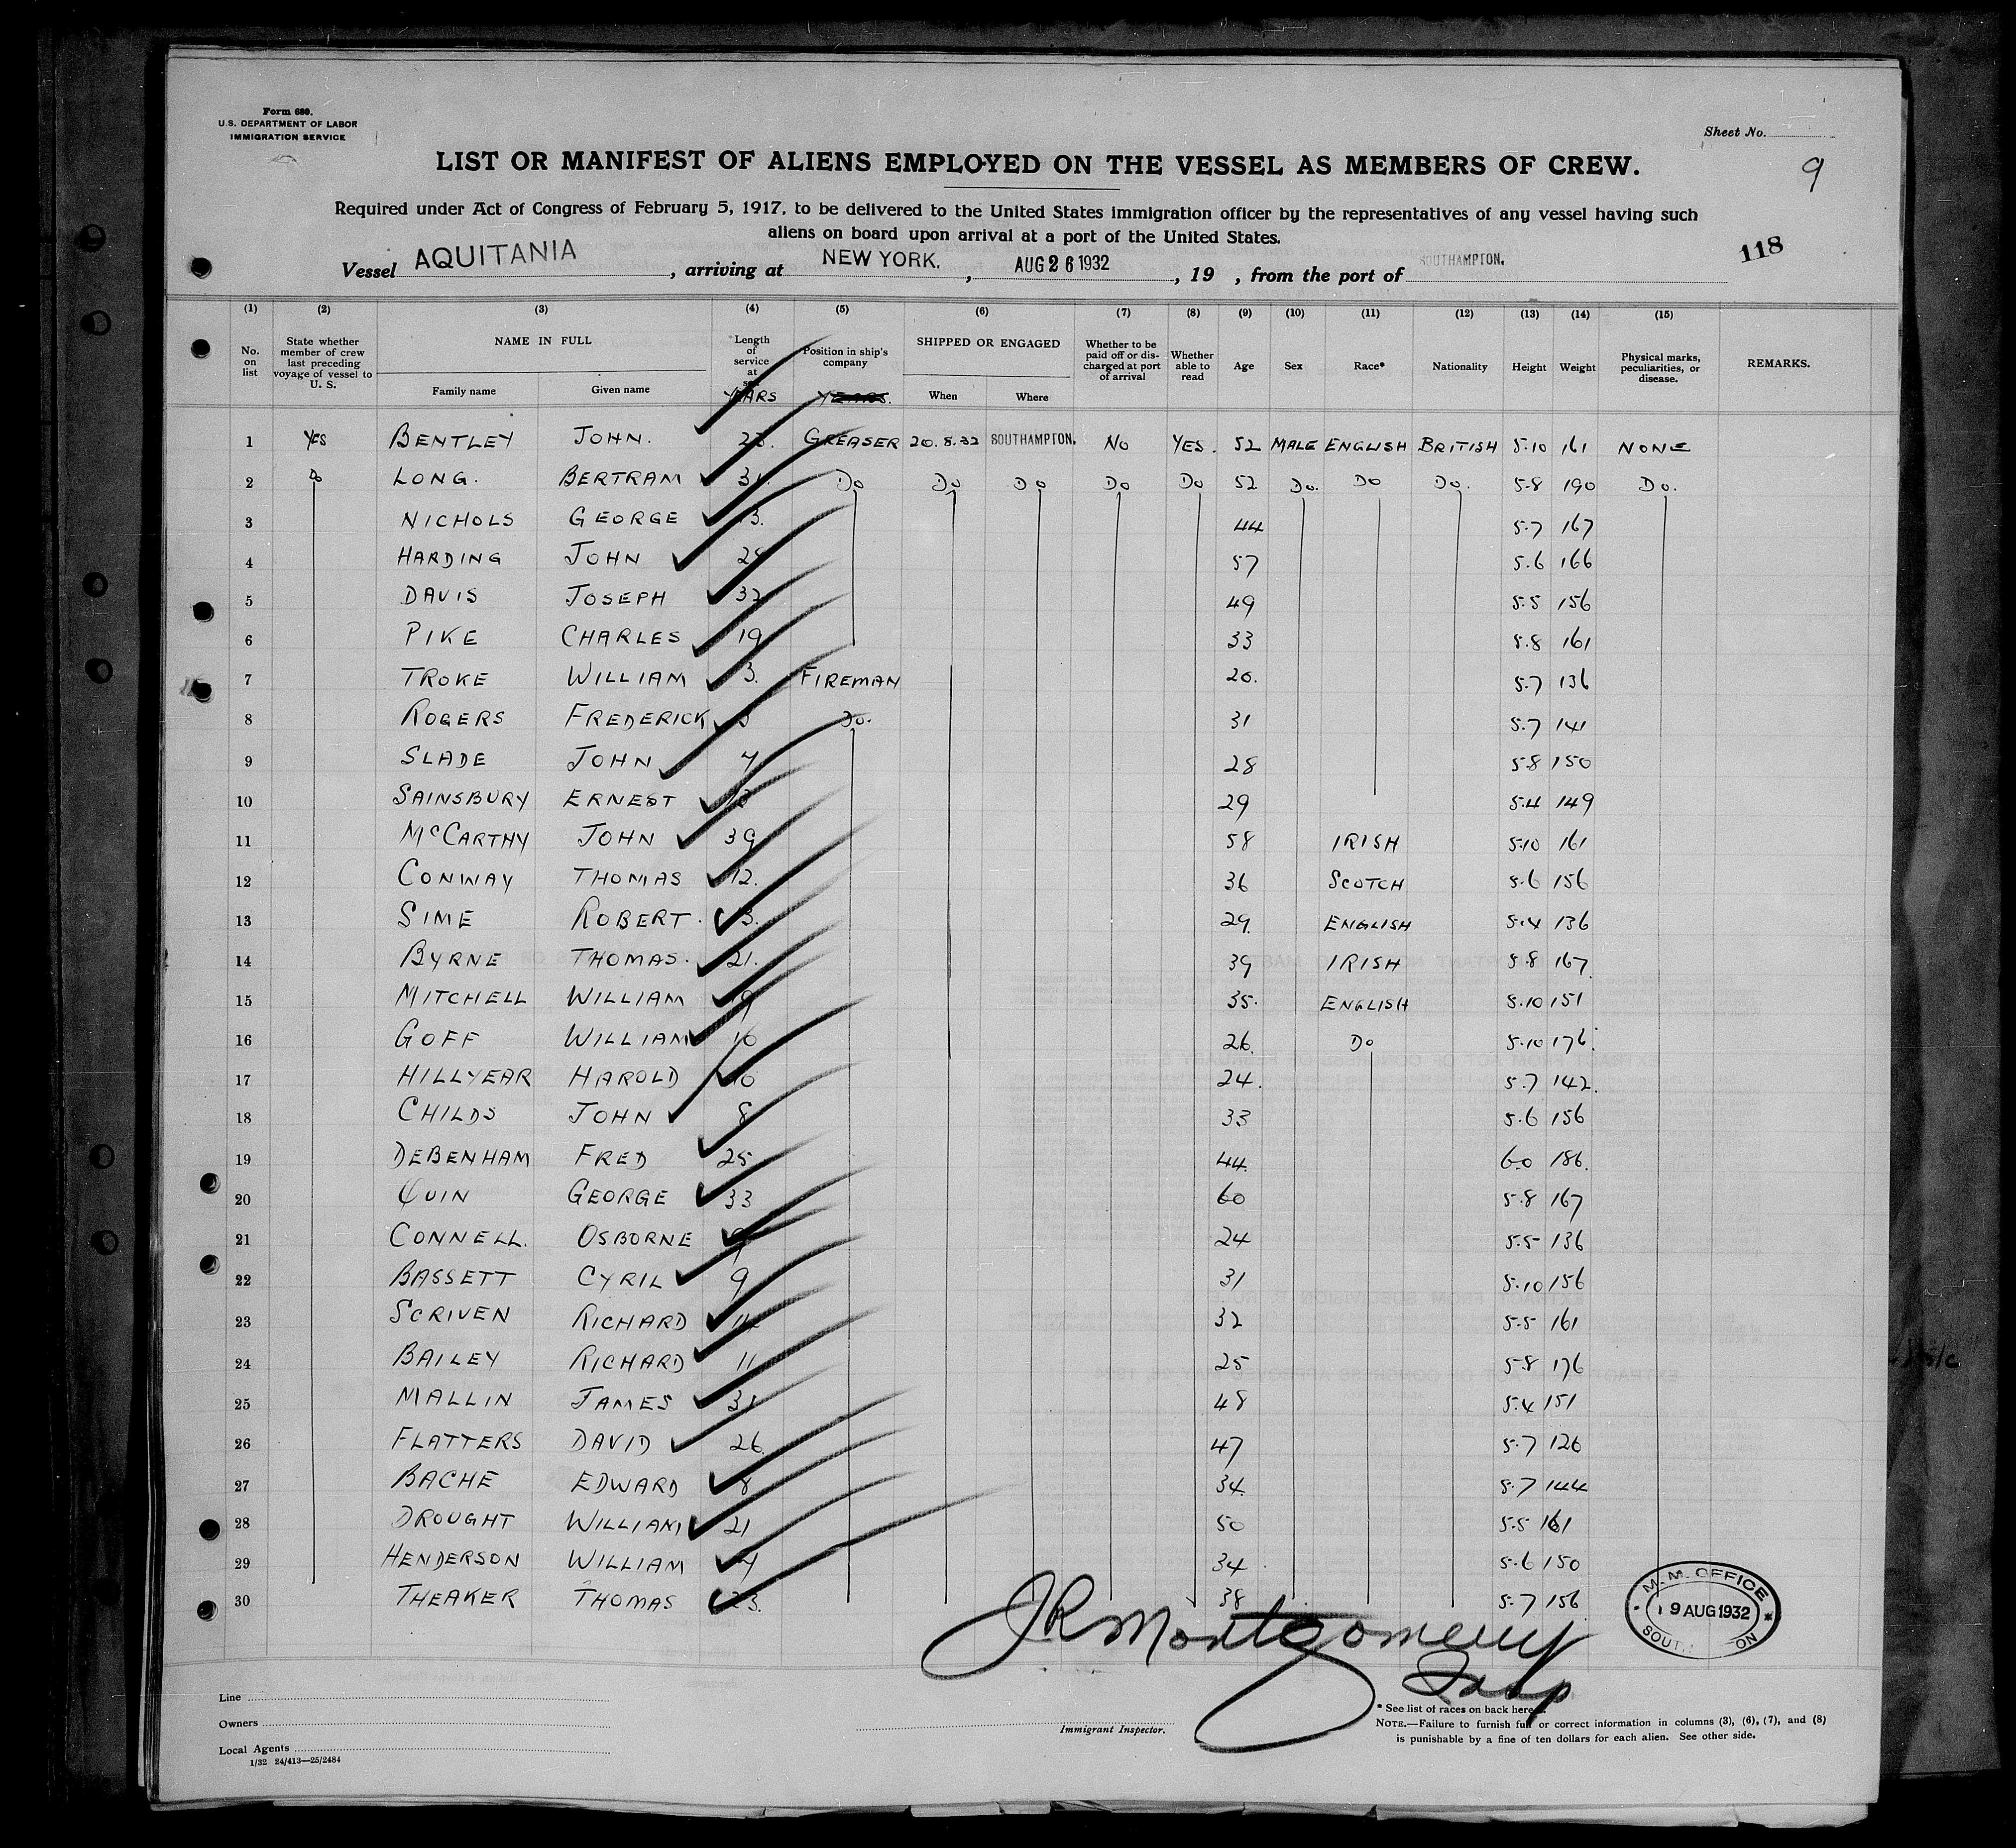 Form 680.
U.S. DEPARTMENT OF LABOR
IMMIGRATION SERVICE
Sheet No.
9
LIST OR MANIFEST OF ALIENS EMPLOYED ON THE VESSEL AS MEMBERS OF CREW.
Required under Act of Congress of February 5, 1917, to be delivered to the United States immigration officer by the representatives of any vessel having such
aliens on board upon arrival at a port of the United States.
118
Vessel AQUITANIA, arriving at NEW YORK., AUG 26 1932, 19 , from the port of SOUTHAMPTON.
(1) (2) (3) (4) (5) (6) (7) (8) (9) (10) (11) (12) (13) (14) (15)
No. on list State whether member of crew last preceding voyage of vessel to U. S. NAME IN FULL Family name Given name Length of service at sea YEARS Position in ship's company YEARS. SHIPPED OR ENGAGED When Where Whether to be paid off or discharged at port of arrival Whether able to read Age Sex Race* Nationality Height Weight Physical marks, peculiarities, or disease. REMARKS.
1 YES BENTLEY JOHN. GREASER 20.8.32 SOUTHAMPTON. NO YES. 52 MALE ENGLISH BRITISH 5-10 161 NONE
2 Do LONG. BERTRAM 31. Do Do Do Do Do 52 Do. Do Do. 5-8 190 Do.
3 NICHOLS GEORGE 44 5-7 167
4 HARDING JOHN 57 5-6 166
5 DAVIS JOSEPH 32 49 5-5 156
6 PIKE CHARLES 19 33 5-8 161
7 TROKE WILLIAM 3. FIREMAN 20. 5-7 136
8 ROGERS FREDERICK Do. 31 5-7 141
9 SLADE JOHN 28 5-8 150
10 SAINSBURY ERNEST 29 5-4 149
11 McCARTHY JOHN 39 58 IRISH 5-10 161
12 CONWAY THOMAS 12. 36 SCOTCH 5-6 156
13 SIME ROBERT. 3. 29. ENGLISH 5-4 136
14 BYRNE THOMAS. 21. 39 IRISH 5-8 167.
15 MITCHELL WILLIAM 35. ENGLISH 5-10 151
16 GOFF WILLIAM 10 26. Do 5-10 176
17 HILLYEAR HAROLD 10 24. 5-7 142.
18 CHILDS JOHN 8 33 5-6 156
19 DEBENHAM FRED 25 44. 6-0 186.
20 QUIN GEORGE 33 60 5-8 167
21 CONNELL. OSBORNE 24 5-5 136
22 BASSETT CYRIL 9 31 5-10 156
23 SCRIVEN RICHARD 32 5-5 161
24 BAILEY RICHARD 11 25 5-8 176
25 MALLIN JAMES 31 48 5-4 151
26 FLATTERS DAVID 26. 47 5-7 126
27 BACHE EDWARD 8 34. 5-7 144
28 DROUGHT WILLIAM 21 50 5-5 161
29 HENDERSON WILLIAM 34. 5-6 150
30 THEAKER THOMAS 23. 38 5-7 156
M.M. OFFICE
9 AUG 1932
JR Montgomery
Line
Owners
Local Agents
1/32 24/413—25/2484
Immigrant Inspector.
* See list of races on back
NOTE.—Failure to furnish full or correct information in columns (3), (6), (7), and (8)
is punishable by a fine of ten dollars for each alien. See other side.